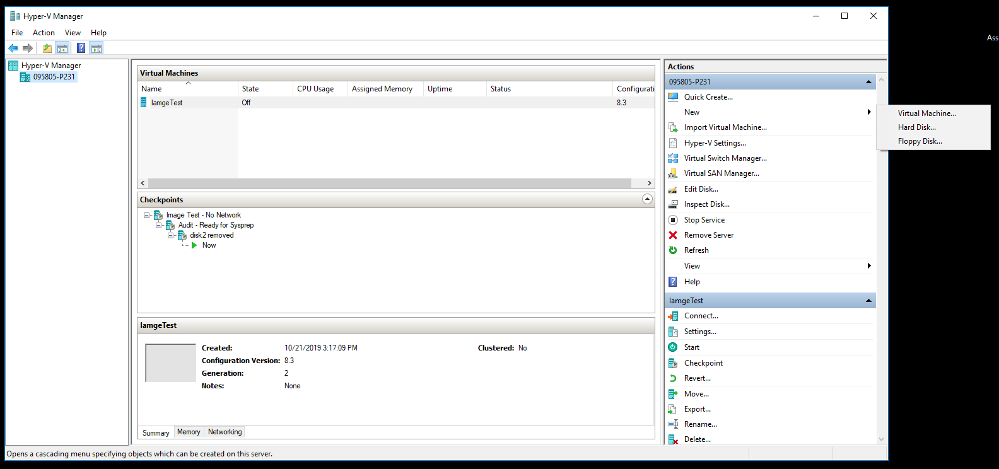 Hyper-V Manager
File Action View Help
Hyper-V Manager
095805-P231
Virtual Machines
Name State CPU Usage Assigned Memory Uptime Status Configurati
IamgeTest Off 8.3
Checkpoints
Image Test - No Network
Audit - Ready for Sysprep
disk2 removed
Now
IamgeTest
Created: 10/21/2019 3:17:09 PM Clustered: No
Configuration Version: 8.3
Generation: 2
Notes: None
Summary Memory Networking
Actions
095805-P231
Quick Create...
New
Import Virtual Machine...
Hyper-V Settings...
Virtual Switch Manager...
Virtual SAN Manager...
Edit Disk...
Inspect Disk...
Stop Service
Remove Server
Refresh
View
Help
IamgeTest
Connect...
Settings...
Start
Checkpoint
Revert...
Move...
Export...
Rename...
Delete...
Virtual Machine...
Hard Disk...
Floppy Disk...
Ass
Opens a cascading menu specifying objects which can be created on this server.